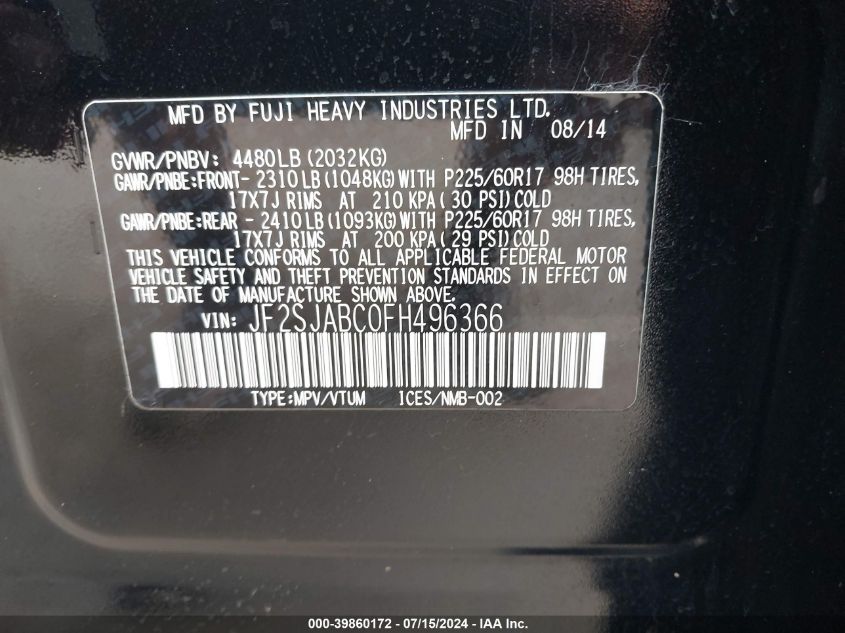 MFD BY FUJI HEAVY INDUSTRIES LTD.
MFD IN 08/14
GVWR/PNBV: 4480LB (2032KG)
GAWR/PNBE:FRONT- 2310LB (1048KG) WITH P225/60R17 98H TIRES,
17X7J RIMS AT 210 KPA (30 PSI) COLD
GAWR/PNBE:REAR - 2410LB (1093KG) WITH P225/60R17 98H TIRES,
17X7J RIMS AT 200 KPA (29 PSI) COLD
THIS VEHICLE CONFORMS TO ALL APPLICABLE FEDERAL MOTOR
VEHICLE SAFETY AND THEFT PREVENTION STANDARDS IN EFFECT ON
THE DATE OF MANUFACTURE SHOWN ABOVE.
VIN: JF2SJABC0FH496366
TYPE:MPV/VTUM 1CES/NMB-002
000-39860172 - 07/15/2024 - IAA Inc.